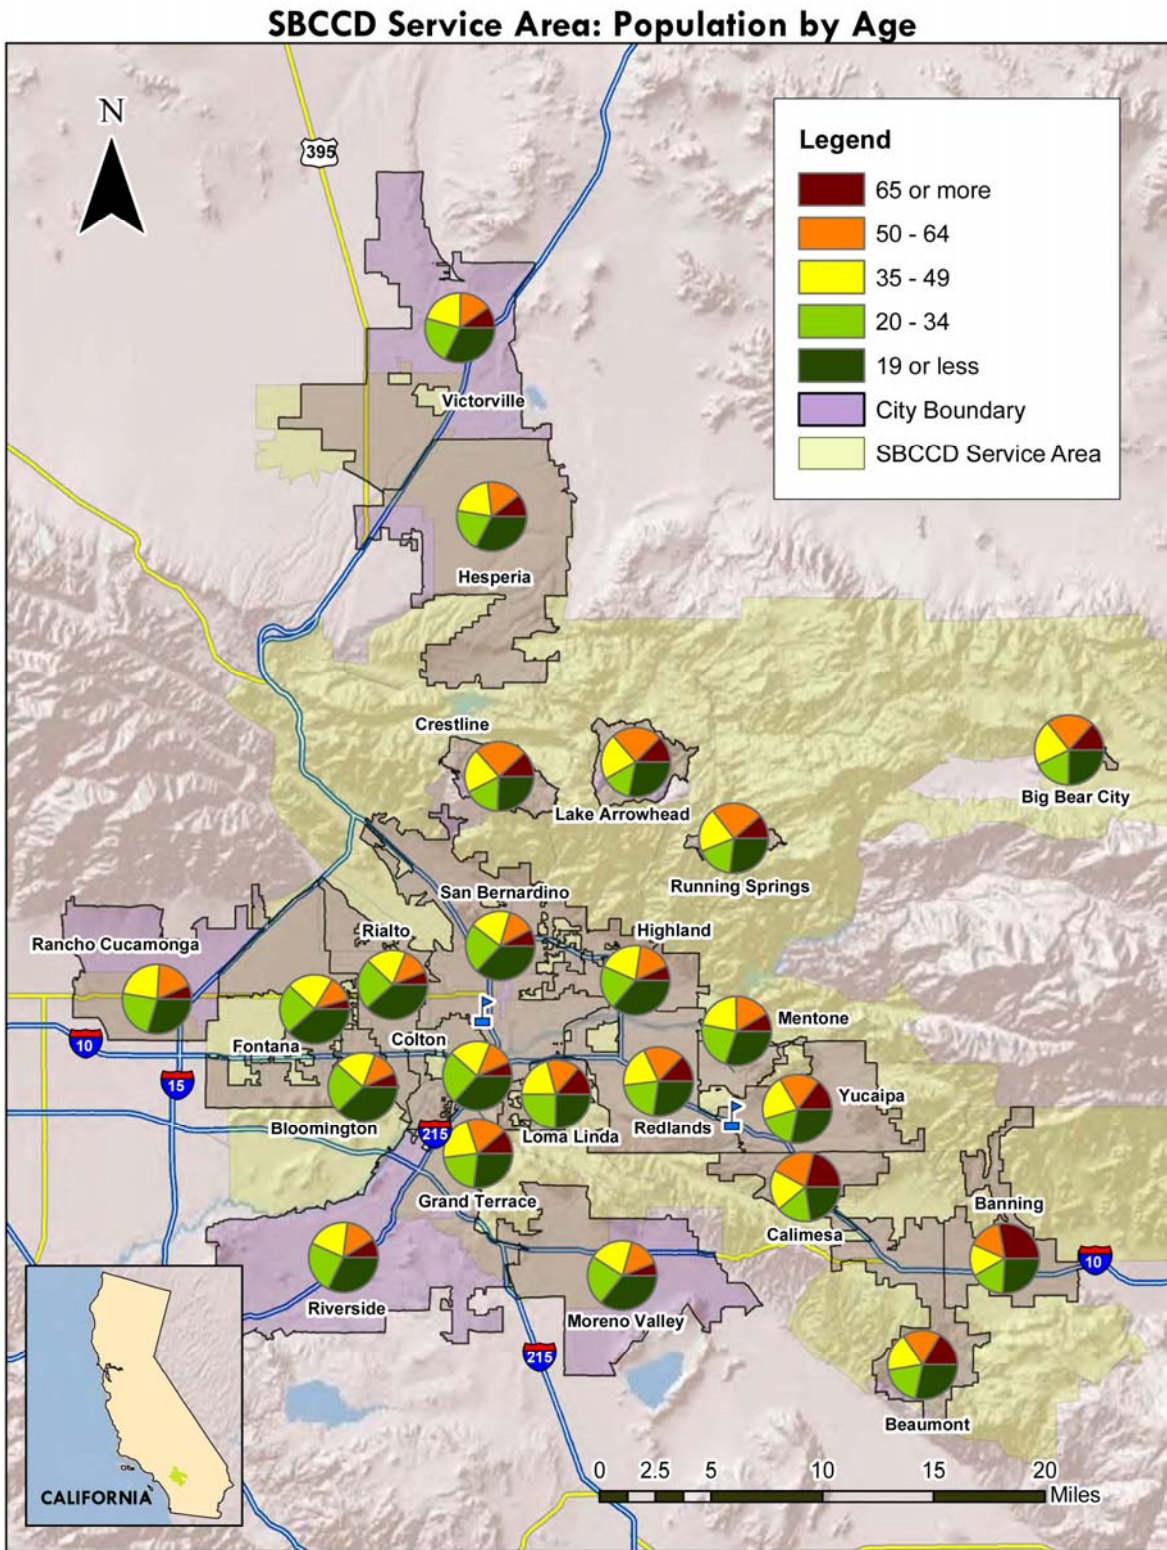 SBCCD Service Area: Population by Age
N
395
Legend
65 or more
50 - 64
35 - 49
20 - 34
19 or less
City Boundary
SBCCD Service Area
Victorville
Hesperia
Crestline
Lake Arrowhead
Big Bear City
Running Springs
San Bernardino
Rancho Cucamonga
Rialto
Highland
Mentone
Fontana
Colton
10
15
Yucaipa
Bloomington
215
Loma Linda
Redlands
Grand Terrace
Banning
Calimesa
10
Riverside
Moreno Valley
215
Beaumont
0 2.5 5 10 15 20
Miles
CALIFORNIA